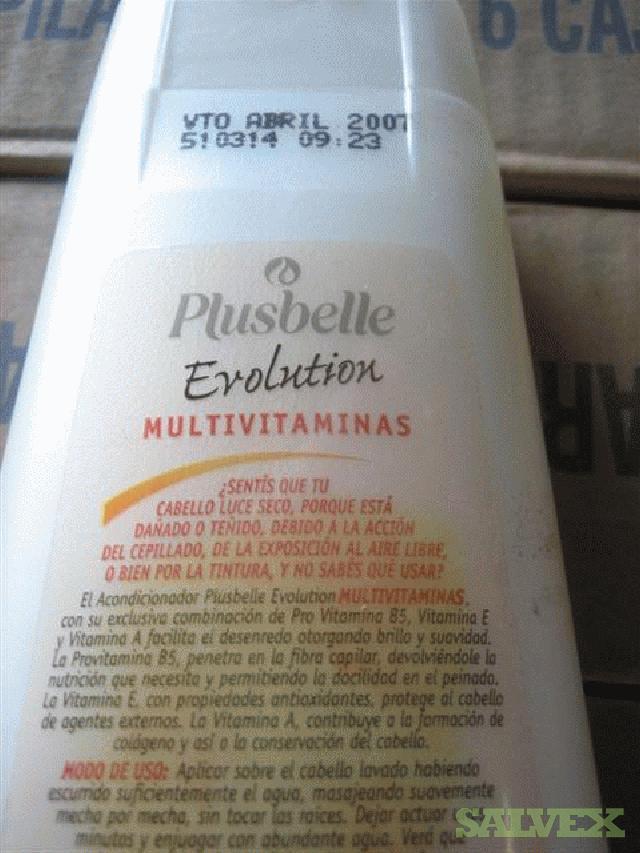 PILA
6 CAJ
VTO ABRIL 2007
510314 09:23
Plusbelle
Evolution
MULTIVITAMINAS
¿SENTÍS QUE TU
CABELLO LUCE SECO, PORQUE ESTÁ
DAÑADO O TEÑIDO, DEBIDO A LA ACCIÓN
DEL CEPILLADO, DE LA EXPOSICIÓN AL AIRE LIBRE,
O BIEN POR LA TINTURA, Y NO SABÉS QUÉ USAR?
El Acondicionador Plusbelle Evolution MULTIVITAMINAS,
con su exclusiva combinación de Pro Vitamina B5, Vitamina E
y Vitamina A facilita el desenredo otorgando brillo y suavidad.
La Provitamina B5, penetra en la fibra capilar, devolviéndole la
nutrición que necesita y permitiendo la docilidad en el peinado.
La Vitamina E, con propiedades antioxidantes, protege al cabello
de agentes externos. La Vitamina A, contribuye a la formación de
colágeno y así a la conservación del cabello.
MODO DE USO: Aplicar sobre el cabello lavado habiendo
escurrido suficientemente el agua, masajeando suavemente
mecha por mecha, sin tocar las raíces. Dejar actuar
minutos y enjuagar con abundante agua. Verá que
SALVEX